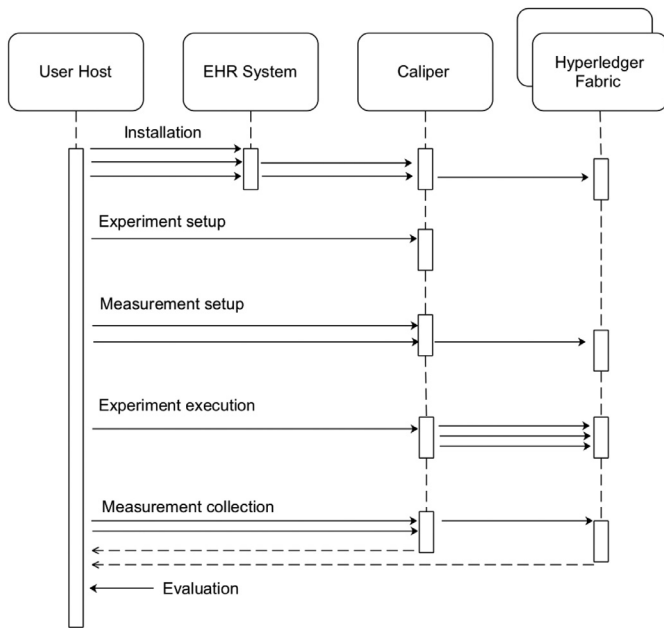 User Host
EHR System
Caliper
Hyperledger
Fabric
Installation
Experiment setup
Measurement setup
Experiment execution
Measurement collection
Evaluation